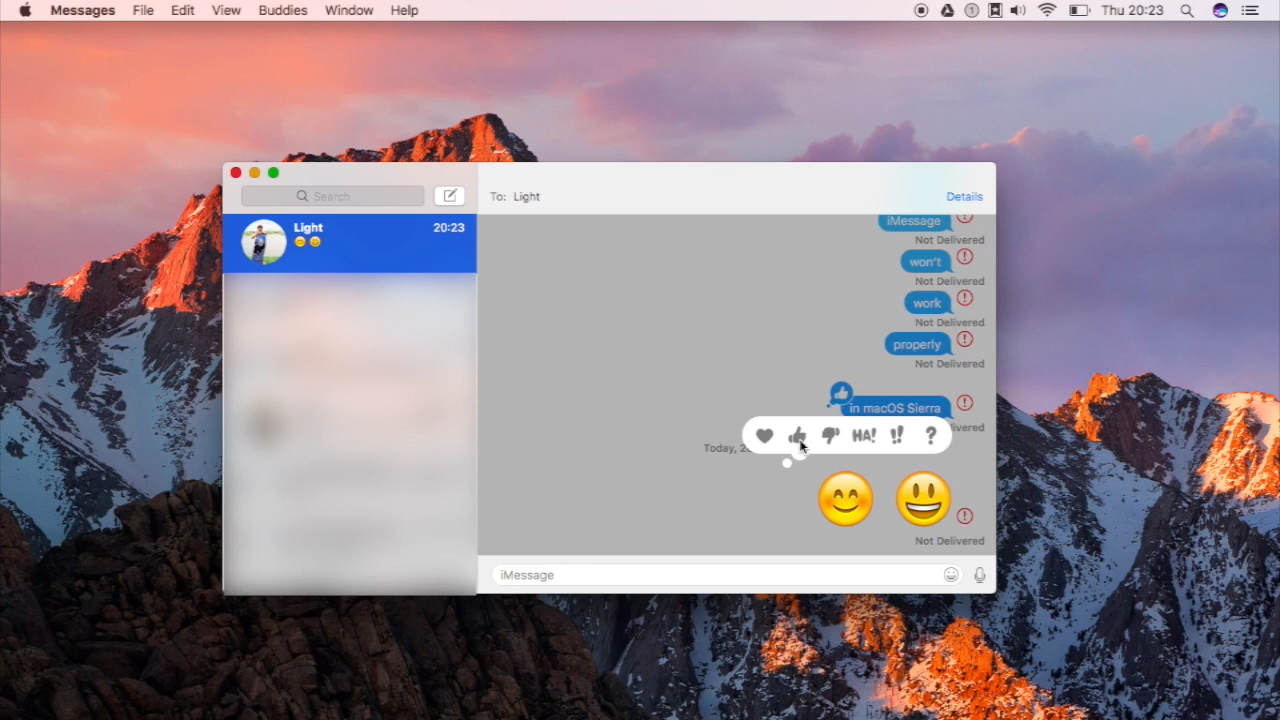 Messages File Edit View Buddies Window Help Thu 20:23
Search
To: Light Details
Light 20:23
iMessage
Not Delivered
won't
Not Delivered
work
Not Delivered
properly
Not Delivered
in macOS Sierra
HA! !! ?
Today,
Not Delivered
iMessage